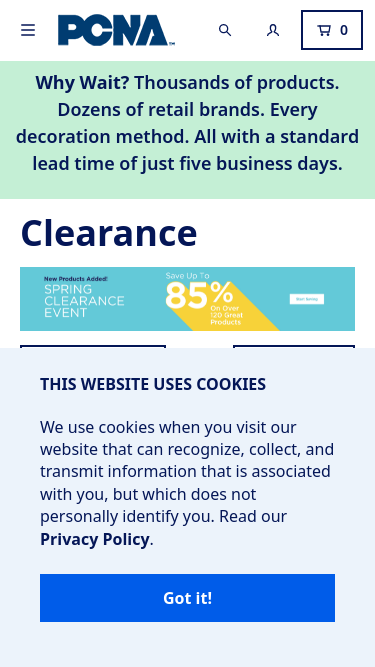 PCNA
0
Why Wait? Thousands of products.
Dozens of retail brands. Every
decoration method. All with a standard
lead time of just five business days.
Clearance
New Products Added!
SPRING
CLEARANCE
EVENT
Save Up To
85%
On Over
120 Great
Products
THIS WEBSITE USES COOKIES
We use cookies when you visit our
website that can recognize, collect, and
transmit information that is associated
with you, but which does not
personally identify you. Read our
Privacy Policy.
Got it!